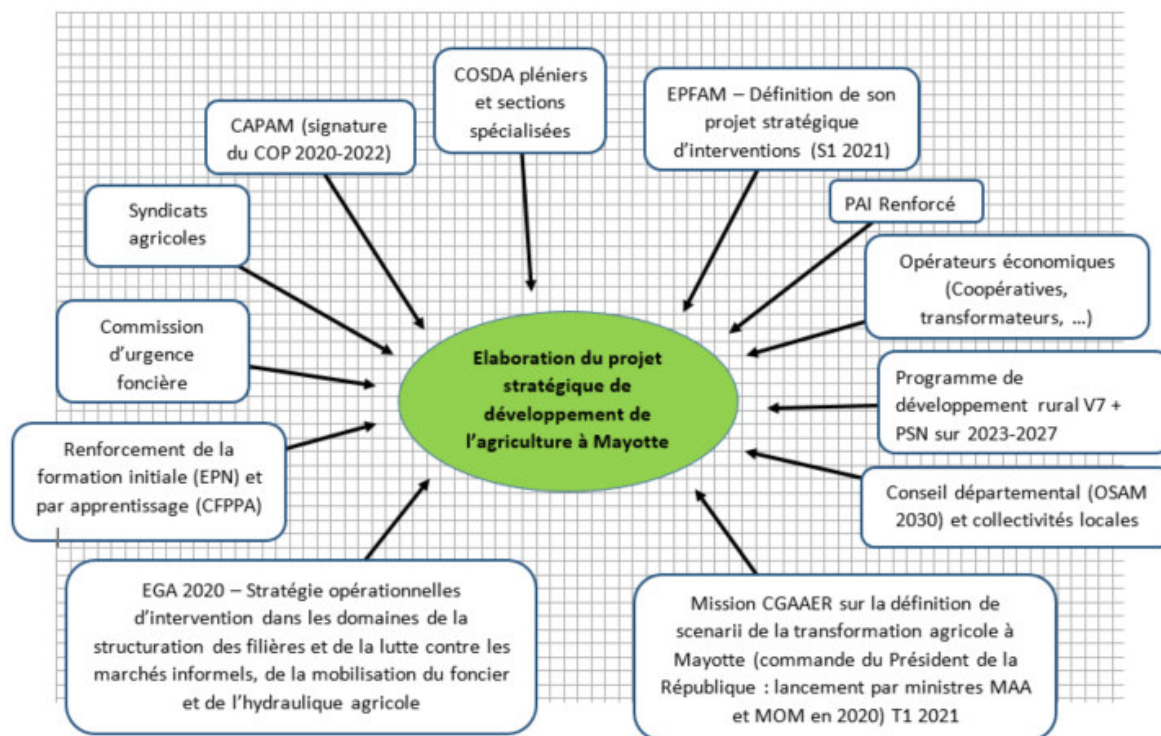 COSDA pléniers
et sections
spécialisées
EPFAM – Définition de son
projet stratégique
d’interventions (S1 2021)
CAPAM (signature
du COP 2020-2022)
PAI Renforcé
Syndicats
agricoles
Opérateurs économiques
(Coopératives,
transformateurs, …)
Commission
d’urgence
foncière
Elaboration du projet
stratégique de
développement de
l’agriculture à Mayotte
Programme de
développement rural V7 +
PSN sur 2023-2027
Renforcement de la
formation initiale (EPN) et
par apprentissage (CFPPA)
Conseil départemental (OSAM
2030) et collectivités locales
EGA 2020 – Stratégie opérationnelles
d’intervention dans les domaines de la
structuration des filières et de la lutte contre les
marchés informels, de la mobilisation du foncier
et de l’hydraulique agricole
Mission CGAAER sur la définition de
scenarii de la transformation agricole à
Mayotte (commande du Président de la
République : lancement par ministres MAA
et MOM en 2020) T1 2021